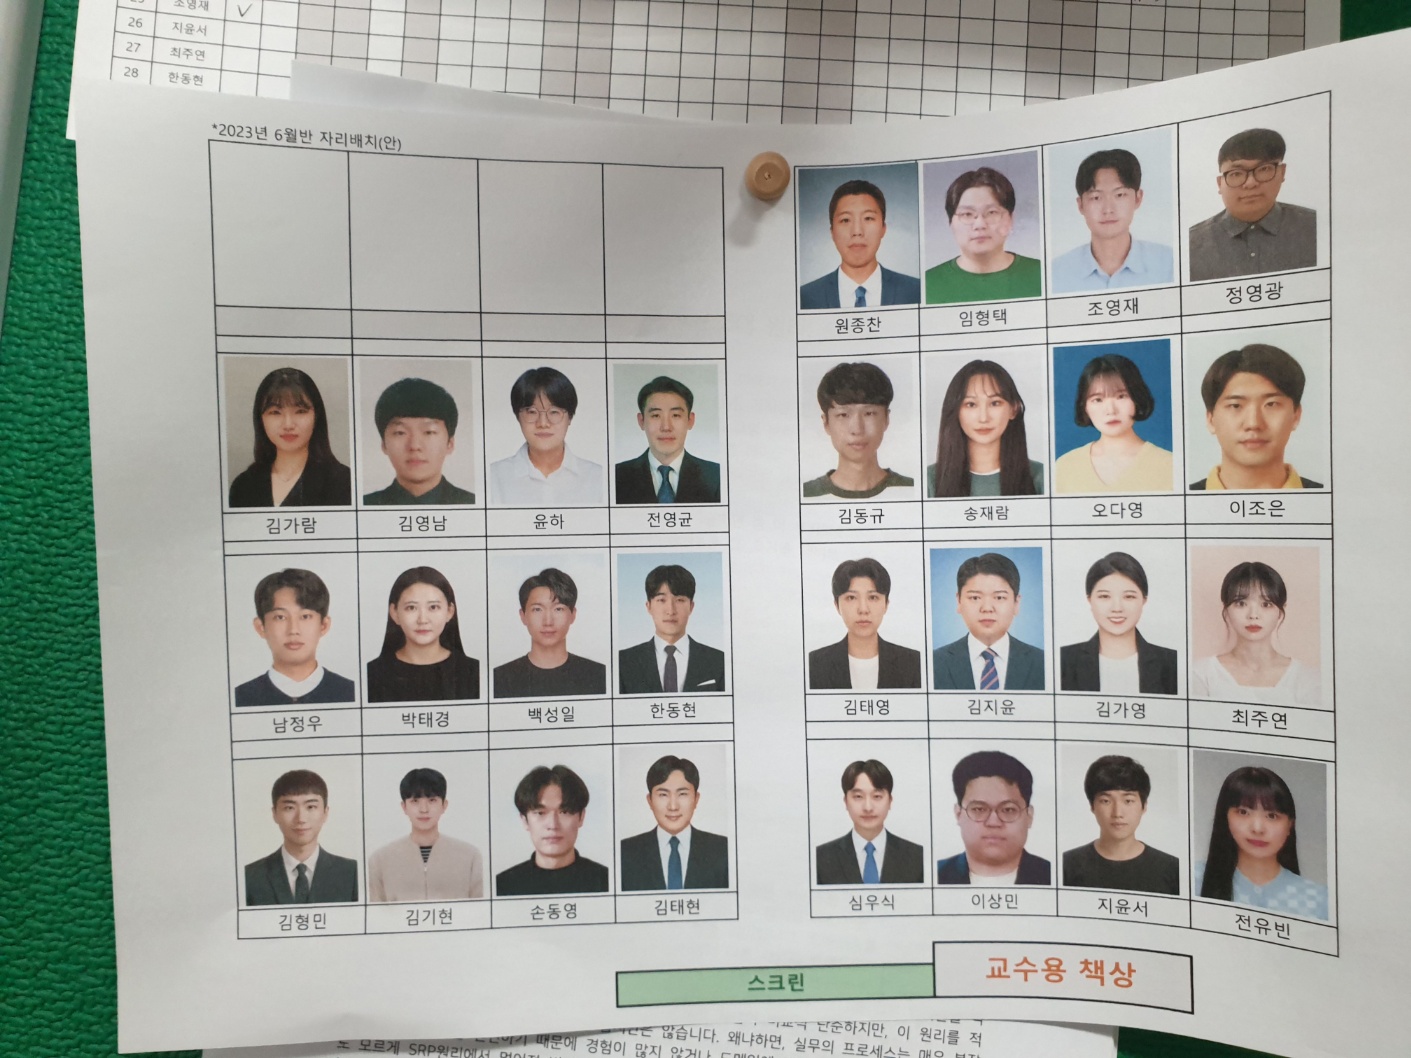 조영재
26 지윤서
27 최주연
28 한동현
*2023년 6월반 자리배치(안)
원종찬 임형택 조영재 정영광
김가람 김영남 윤하 전영균 김동규 송재람 오다영 이조은
남정우 박태경 백성일 한동현 김태영 김지윤 김가영 최주연
김형민 김기현 손동영 김태현 심우식 이상민 지윤서 전유빈
스크린 교수용 책상
않습니다. 왜냐하면, 실무의 프로세스는 매우
단순하지만, 이 원리를 적
때문에 경험이 많지 않거나
모르게 SRP원리에서